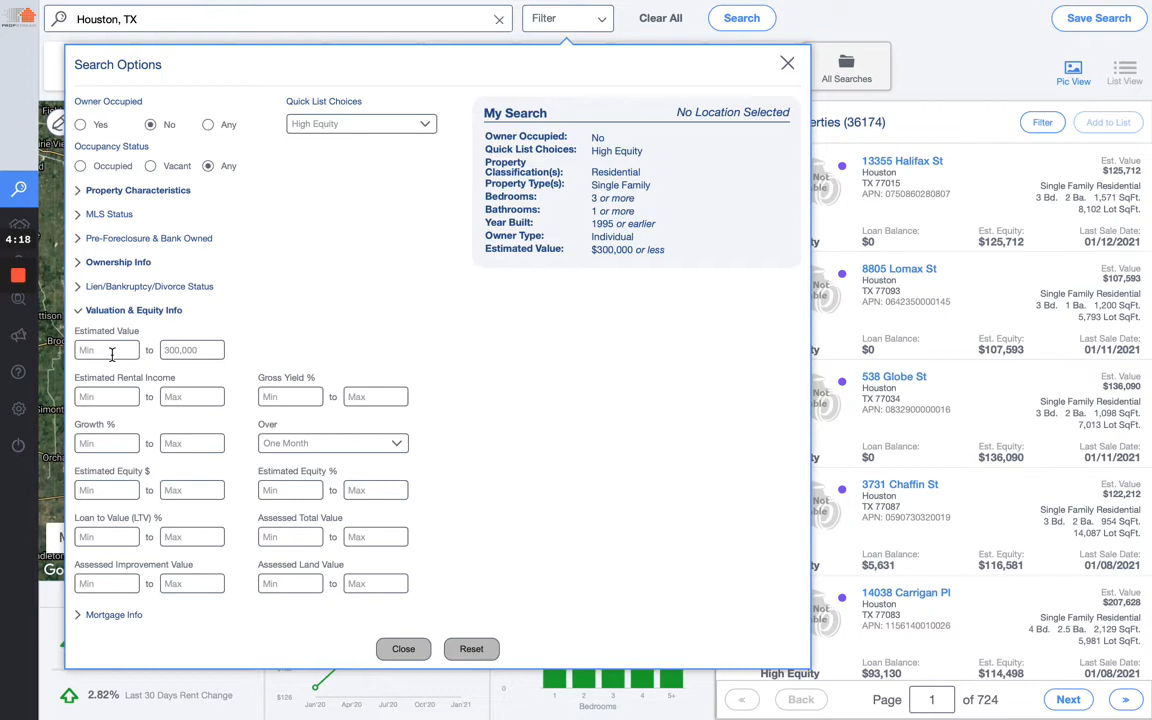 PROPSTREAM
Houston, TX
Filter
Clear All
Search
Save Search
All Searches
Pic View
List View
Search Options
Owner Occupied
Yes
No
Any
Quick List Choices
High Equity
Occupancy Status
Occupied
Vacant
Any
Property Characteristics
MLS Status
Pre-Foreclosure & Bank Owned
Ownership Info
Lien/Bankruptcy/Divorce Status
Valuation & Equity Info
Estimated Value
Min to 300,000
Estimated Rental Income
Min to Max
Gross Yield %
Min to Max
Growth %
Min to Max
Over
One Month
Estimated Equity $
Min to Max
Estimated Equity %
Min to Max
Loan to Value (LTV) %
Min to Max
Assessed Total Value
Min to Max
Assessed Improvement Value
Min to Max
Assessed Land Value
Min to Max
Mortgage Info
Close
Reset
My Search
No Location Selected
Owner Occupied: No
Quick List Choices: High Equity
Property Classification(s): Residential
Property Type(s): Single Family
Bedrooms: 3 or more
Bathrooms: 1 or more
Year Built: 1995 or earlier
Owner Type: Individual
Estimated Value: $300,000 or less
4:18
erties (36174)
Filter
Add to List
13355 Halifax St
Houston
TX 77015
APN: 0750860280807
Est. Value
$125,712
Single Family Residential
3 Bd. 2 Ba. 1,571 SqFt.
8,102 Lot SqFt.
Loan Balance:
$0
Est. Equity:
$125,712
Last Sale Date:
01/12/2021
8805 Lomax St
Houston
TX 77093
APN: 0642350000145
Est. Value
$107,593
Single Family Residential
3 Bd. 1 Ba. 1,200 SqFt.
5,793 Lot SqFt.
Loan Balance:
$0
Est. Equity:
$107,593
Last Sale Date:
01/11/2021
538 Globe St
Houston
TX 77034
APN: 0832900000016
Est. Value
$136,090
Single Family Residential
3 Bd. 2 Ba. 1,098 SqFt.
7,013 Lot SqFt.
Loan Balance:
$0
Est. Equity:
$136,090
Last Sale Date:
01/11/2021
3731 Chaffin St
Houston
TX 77087
APN: 0590730320019
Est. Value
$122,212
Single Family Residential
3 Bd. 2 Ba. 954 SqFt.
14,087 Lot SqFt.
Loan Balance:
$5,631
Est. Equity:
$116,581
Last Sale Date:
01/08/2021
14038 Carrigan Pl
Houston
TX 77083
APN: 1156140010026
Est. Value
$207,628
Single Family Residential
4 Bd. 2.5 Ba. 2,129 SqFt.
5,981 Lot SqFt.
High Equity
Loan Balance:
$93,130
Est. Equity:
$114,498
Last Sale Date:
01/08/2021
Back
Page 1 of 724
Next
2.82% Last 30 Days Rent Change
$126
Jan'20 Apr'20 Jul'20 Oct'20 Jan'21
0
1 2 3 4 5+
Bedrooms